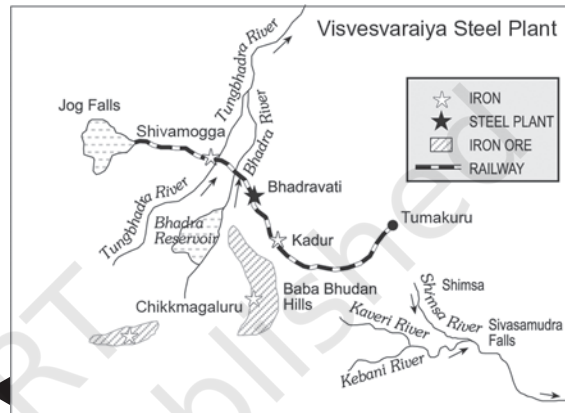 Visvesvaraiya Steel Plant
IRON
STEEL PLANT
IRON ORE
RAILWAY
Jog Falls
Shivamogga
Tungbhadra River
Bhadra River
Bhadravati
Tungbhadra River
Bhadra
Reservoir
Kadur
Tumakuru
Chikkmagaluru
Baba Bhudan
Hills
Shimsa
Shimsa River
Kaveri River
Sivasamudra
Falls
Kebani River